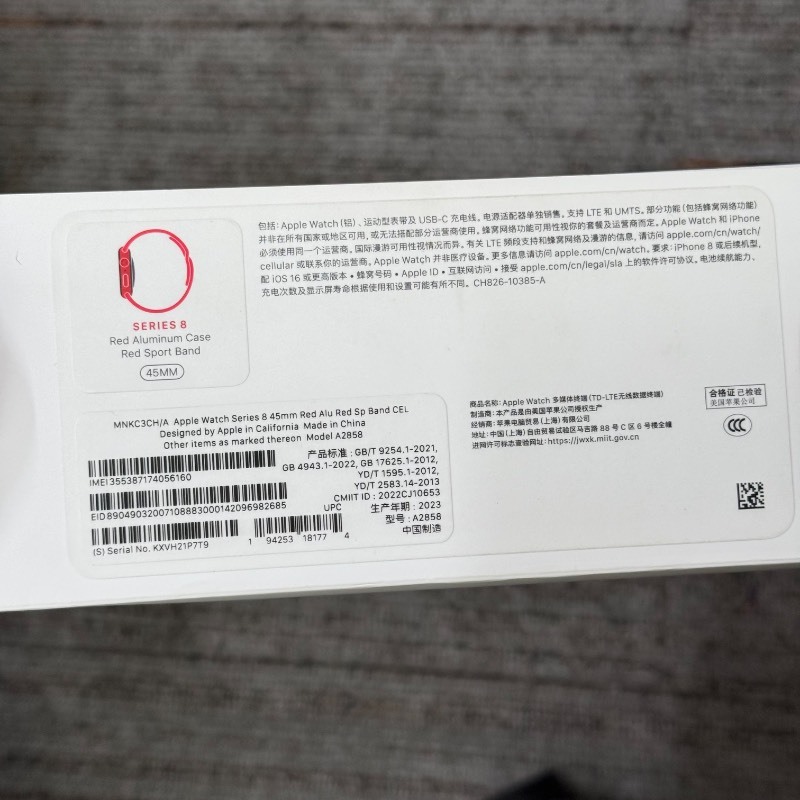 SERIES 8
Red Aluminum Case
Red Sport Band
45MM
包括: Apple Watch (铝)、运动型表带及 USB-C 充电线。电源适配器单独销售。支持 LTE 和 UMTS。部分功能 (包括蜂窝网络功能)
并非在所有国家或地区可用, 或无法搭配部分运营商使用。蜂窝网络功能可用性视你的套餐及运营商而定。Apple Watch 和 iPhone
必须使用同一个运营商。国际漫游可用性视情况而异。有关 LTE 频段支持和蜂窝网络及漫游的信息, 请访问 apple.com/cn/watch/
cellular 或联系你的运营商。Apple Watch 并非医疗设备。更多信息请访问 apple.com/cn/watch。要求: iPhone 8 或后续机型,
配 iOS 16 或更高版本 • 蜂窝号码 • Apple ID • 互联网访问 • 接受 apple.com/cn/legal/sla 上的软件许可协议。电池续航能力、
充电次数及显示屏寿命根据使用和设置可能有所不同。CH826-10385-A
MNKC3CH/A Apple Watch Series 8 45mm Red Alu Red Sp Band CEL
Designed by Apple in California Made in China
Other items as marked thereon Model A2858
产品标准 : GB/T 9254.1-2021,
GB 4943.1-2022, GB 17625.1-2012,
YD/T 1595.1-2012,
YD/T 2583.14-2013
CMIIT ID : 2022CJ10653
生产年期 : 2023
型号 : A2858
中国制造
IMEI 355387174056160
EID 89049032007108883000142096982685
(S) Serial No. KXVH21P7T9
UPC
1 94253 18177 4
商品名称: Apple Watch 多媒体终端 (TD-LTE无线数据终端)
制造商: 本产品是由美国苹果公司授权生产
经销商: 苹果电脑贸易 (上海) 有限公司
地址: 中国 (上海) 自由贸易试验区马吉路 88 号 C 区 6 号楼全幢
进网许可标志查验网址: https://jwxk.miit.gov.cn
合格证 已检验
美国苹果公司
CCC